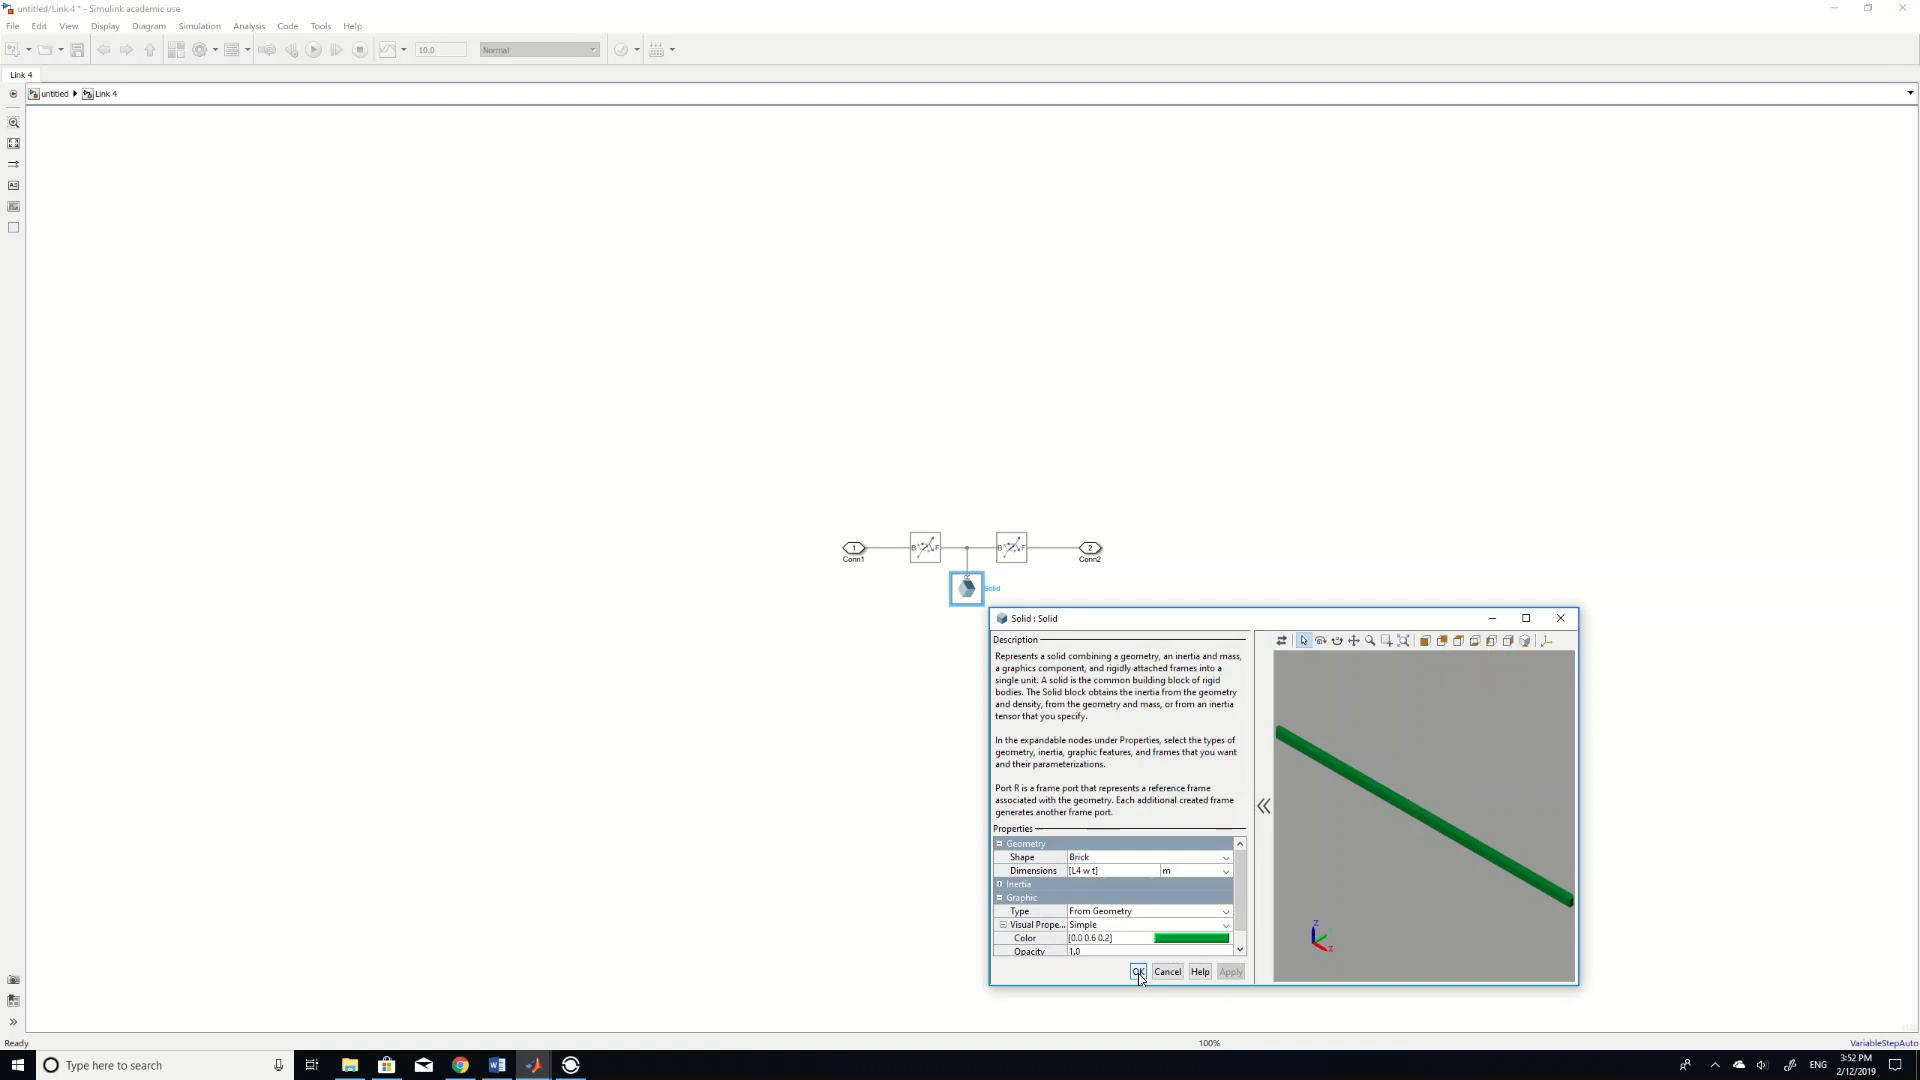 untitled/Link 4 * - Simulink academic use
File Edit View Display Diagram Simulation Analysis Code Tools Help
10.0 Normal
Link 4
untitled Link 4
1 B F B F 2
Conn1 Conn2
R
Solid
Solid : Solid
Description
Represents a solid combining a geometry, an inertia and mass,
a graphics component, and rigidly attached frames into a
single unit. A solid is the common building block of rigid
bodies. The Solid block obtains the inertia from the geometry
and density, from the geometry and mass, or from an inertia
tensor that you specify.
In the expandable nodes under Properties, select the types of
geometry, inertia, graphic features, and frames that you want
and their parameterizations.
Port R is a frame port that represents a reference frame
associated with the geometry. Each additional created frame
generates another frame port.
Properties
Geometry
Shape Brick
Dimensions [L4 w t] m
Inertia
Graphic
Type From Geometry
Visual Prope... Simple
Color [0.0 0.6 0.2]
Opacity 1.0
OK Cancel Help Apply
Z
X
Ready 100% VariableStepAuto
Type here to search ENG 3:52 PM
2/12/2019